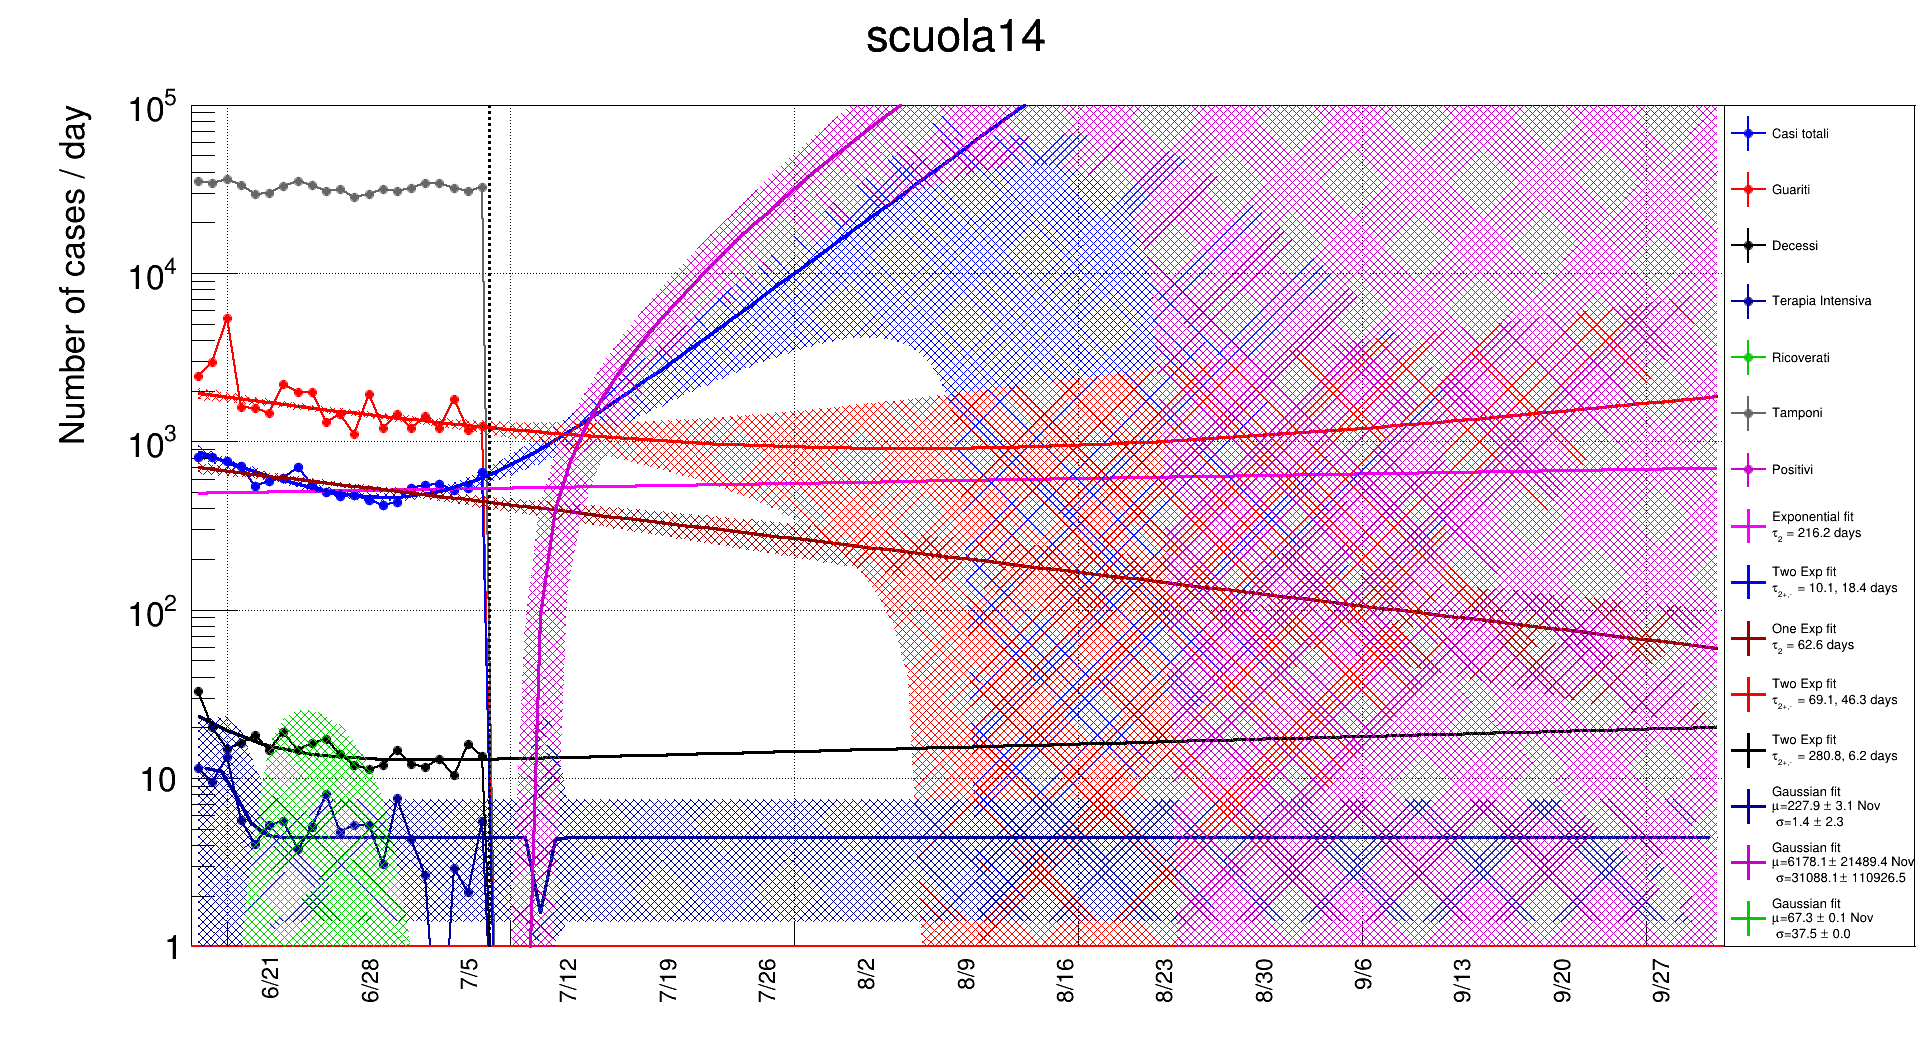 scuola14
Number of cases / day
10^5
10^4
10^3
10^2
10
1
6/21
6/28
7/5
7/12
7/19
7/26
8/2
8/9
8/16
8/23
8/30
9/6
9/13
9/20
9/27
Casi totali
Guariti
Decessi
Terapia Intensiva
Ricoverati
Tamponi
Positivi
Exponential fit
τ₂ = 216.2 days
Two Exp fit
τ₂₊,₋ = 10.1, 18.4 days
One Exp fit
τ₂ = 62.6 days
Two Exp fit
τ₂₊,₋ = 69.1, 46.3 days
Two Exp fit
τ₂₊,₋ = 280.8, 6.2 days
Gaussian fit
μ=227.9 ± 3.1 Nov
σ=1.4 ± 2.3
Gaussian fit
μ=6178.1± 21489.4 Nov
σ=31088.1± 110926.5
Gaussian fit
μ=67.3 ± 0.1 Nov
σ=37.5 ± 0.0